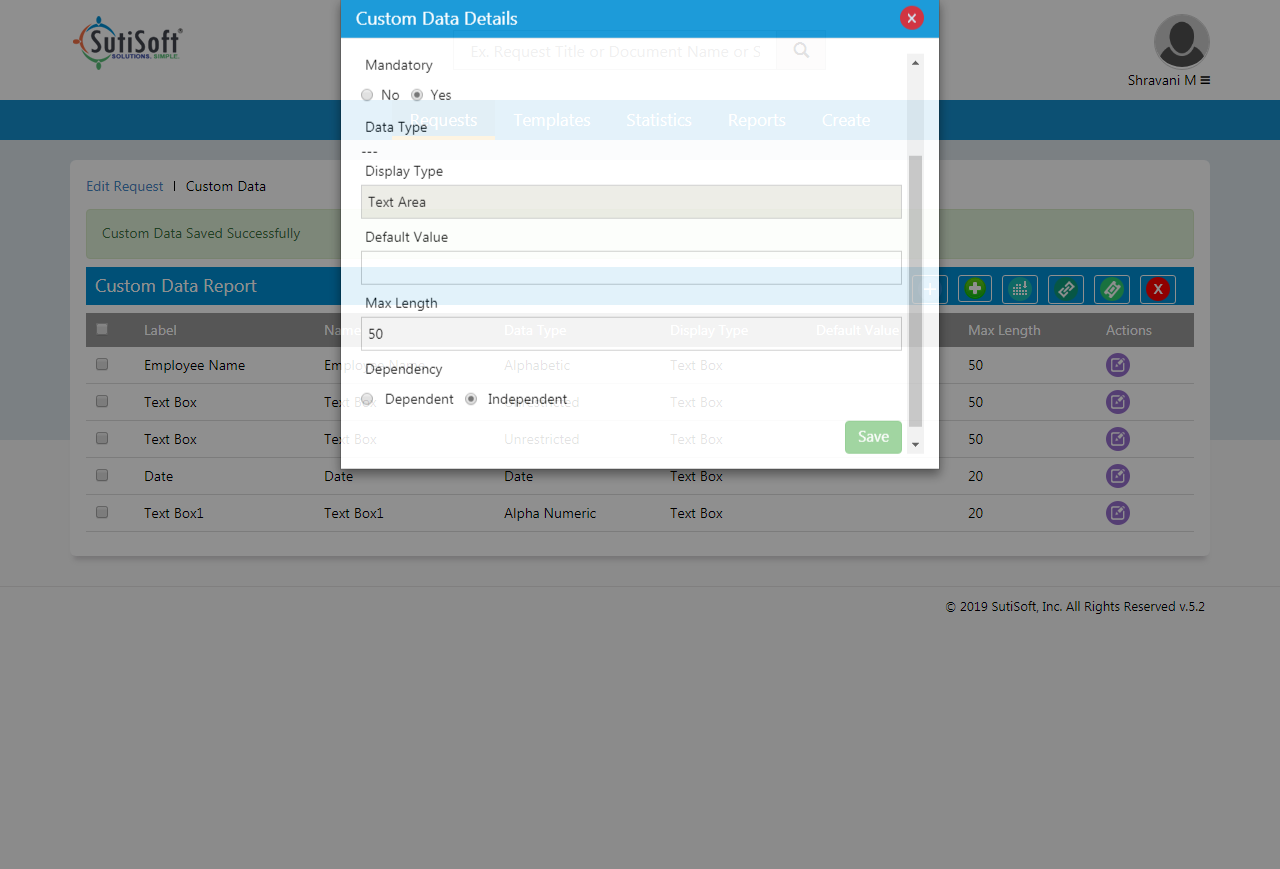 Custom Data Details
SutiSoft®
SOLUTIONS. SIMPLE.
Ex. Request Title or Document Name or S
Shravani M
Requests Templates Statistics Reports Create
Mandatory
No Yes
Data Type
---
Display Type
Text Area
Default Value
Max Length
50
Dependency
Dependent Independent
Save
Edit Request | Custom Data
Custom Data Saved Successfully
Custom Data Report
Label Name Data Type Display Type Default Value Max Length Actions
Employee Name Employee Name Alphabetic Text Box 50
Text Box Text Box Unrestricted Text Box 50
Text Box Text Box Unrestricted Text Box 50
Date Date Date Text Box 20
Text Box1 Text Box1 Alpha Numeric Text Box 20
© 2019 SutiSoft, Inc. All Rights Reserved v.5.2